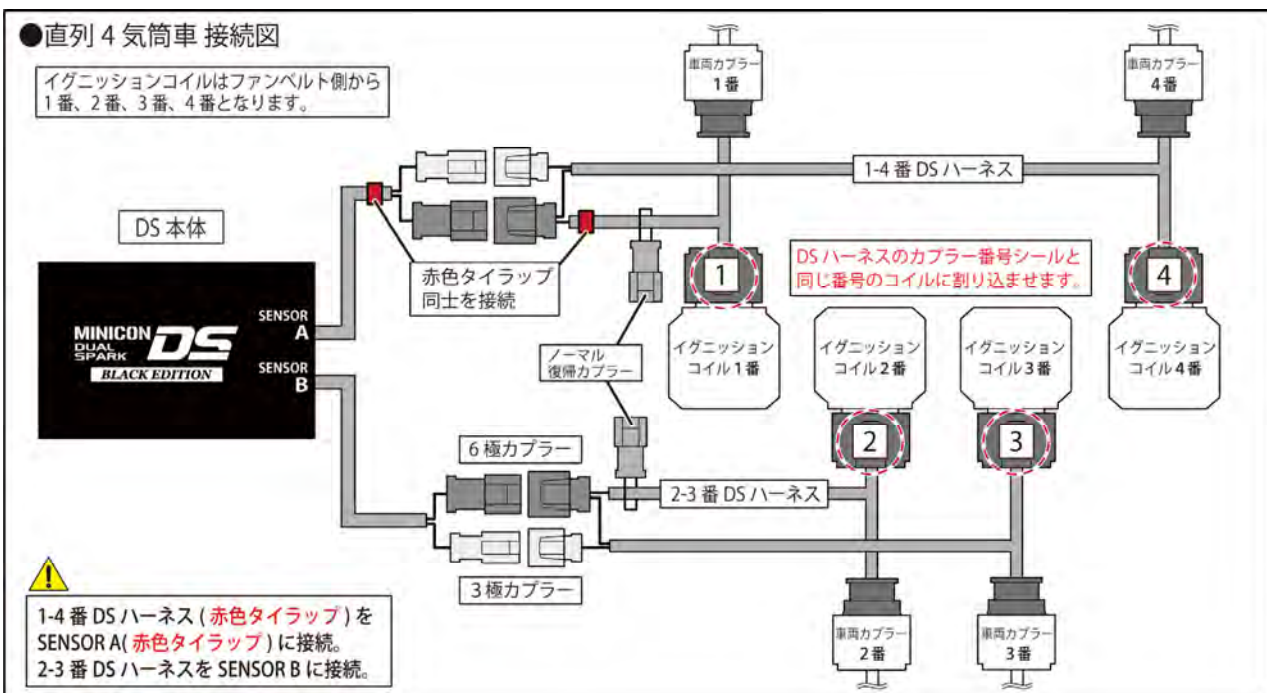 ●直列 4 気筒車 接続図
イグニッションコイルはファンベルト側から
1 番、2 番、3 番、4 番となります。
車両カプラー
1番
車両カプラー
4番
1-4 番 DS ハーネス
DS 本体
赤色タイラップ
同士を接続
DS ハーネスのカプラー番号シールと
同じ番号のコイルに割り込ませます。
1
4
MINICON
DUAL
SPARK
DS
BLACK EDITION
SENSOR
A
SENSOR
B
ノーマル
復帰カプラー
イグニッション
コイル 1番
イグニッション
コイル 2番
イグニッション
コイル 3番
イグニッション
コイル 4番
2
3
6 極カプラー
2-3 番 DS ハーネス
3 極カプラー
!
1-4 番 DS ハーネス ( 赤色タイラップ ) を
SENSOR A( 赤色タイラップ ) に接続。
2-3 番 DS ハーネスを SENSOR B に接続。
車両カプラー
2番
車両カプラー
3番